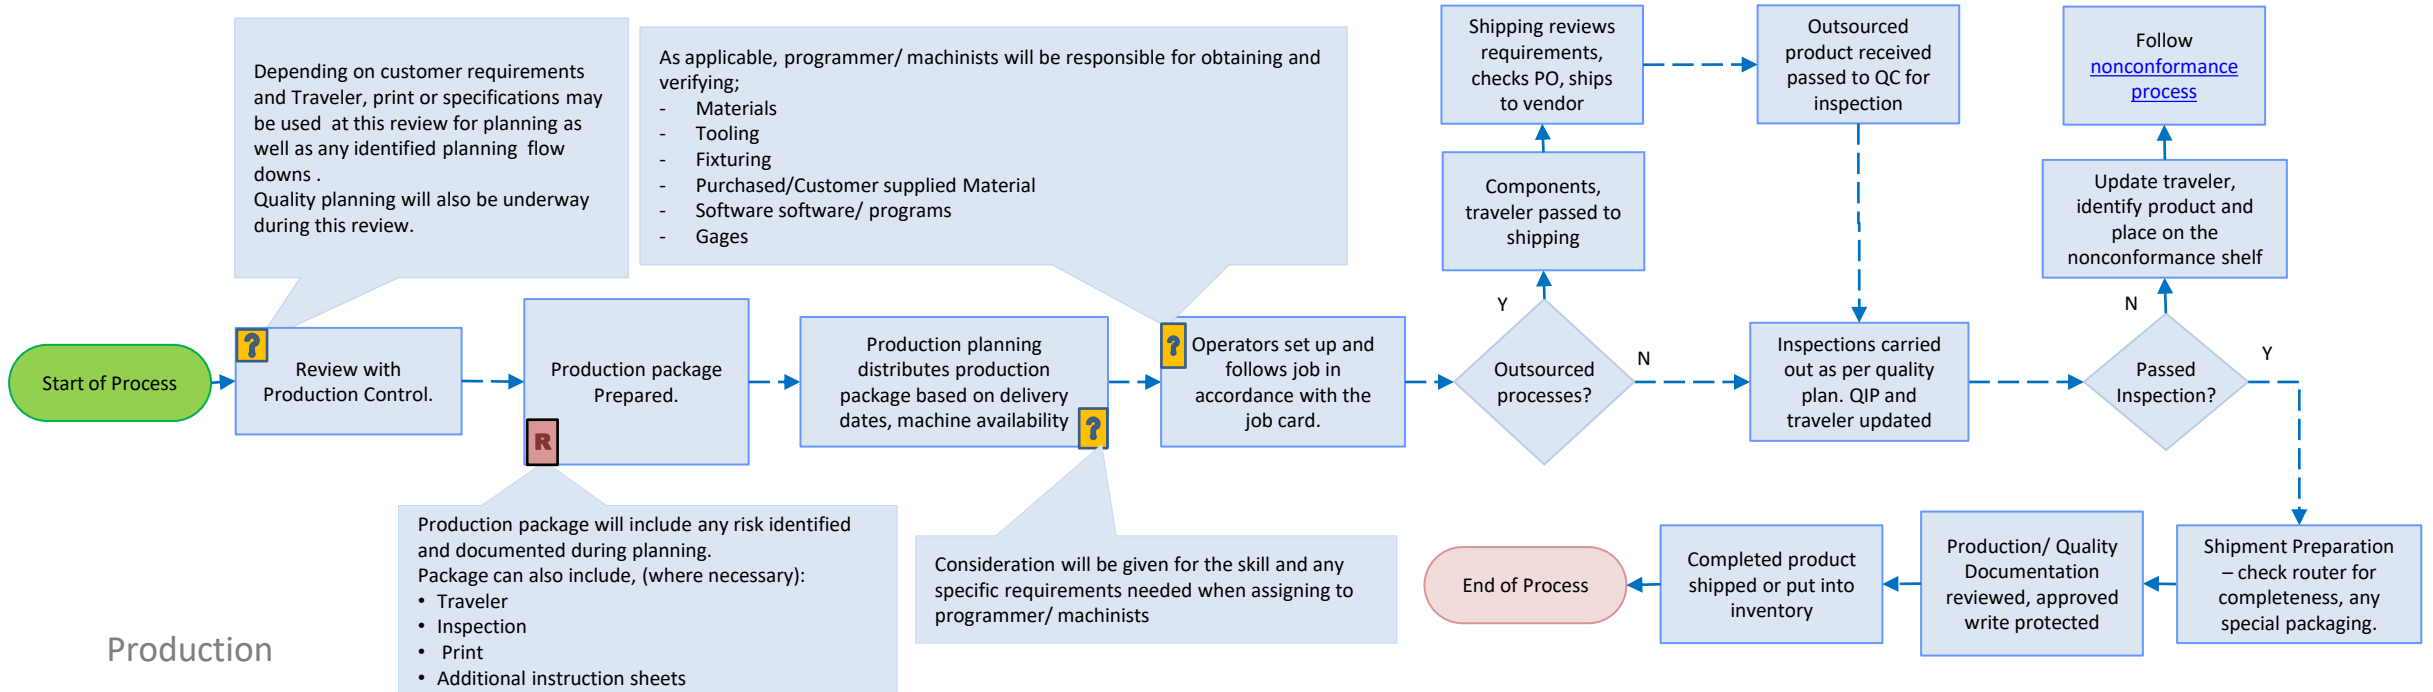 Depending on customer requirements
and Traveler, print or specifications may
be used at this review for planning as
well as any identified planning flow
downs .
Quality planning will also be underway
during this review.
As applicable, programmer/ machinists will be responsible for obtaining and
verifying;
- Materials
- Tooling
- Fixturing
- Purchased/Customer supplied Material
- Software software/ programs
- Gages
Shipping reviews
requirements,
checks PO, ships
to vendor
Outsourced
product received
passed to QC for
inspection
Follow
nonconformance
process
Components,
traveler passed to
shipping
Update traveler,
identify product and
place on the
nonconformance shelf
Start of Process
?
Review with
Production Control.
Production package
Prepared.
R
Production planning
distributes production
package based on delivery
dates, machine availability
?
?
Operators set up and
follows job in
accordance with the
job card.
Y
Outsourced
processes?
N
Inspections carried
out as per quality
plan. QIP and
traveler updated
N
Passed
Inspection?
Y
Production package will include any risk identified
and documented during planning.
Package can also include, (where necessary):
• Traveler
• Inspection
• Print
• Additional instruction sheets
Consideration will be given for the skill and any
specific requirements needed when assigning to
programmer/ machinists
End of Process
Completed product
shipped or put into
inventory
Production/ Quality
Documentation
reviewed, approved
write protected
Shipment Preparation
– check router for
completeness, any
special packaging.
Production